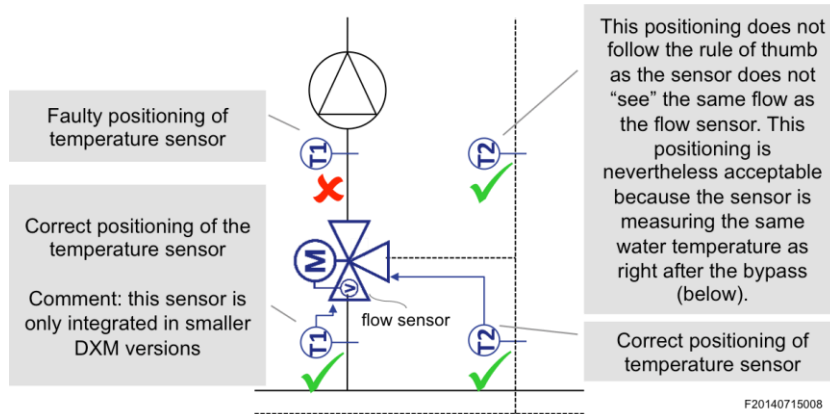 Faulty positioning of
temperature sensor
Correct positioning of the
temperature sensor
Comment: this sensor is
only integrated in smaller
DXM versions
T1
T2
M
V
flow sensor
T1
T2
This positioning does not
follow the rule of thumb
as the sensor does not
“see” the same flow as
the flow sensor. This
positioning is
nevertheless acceptable
because the sensor is
measuring the same
water temperature as
right after the bypass
(below).
Correct positioning of
temperature sensor
F20140715008